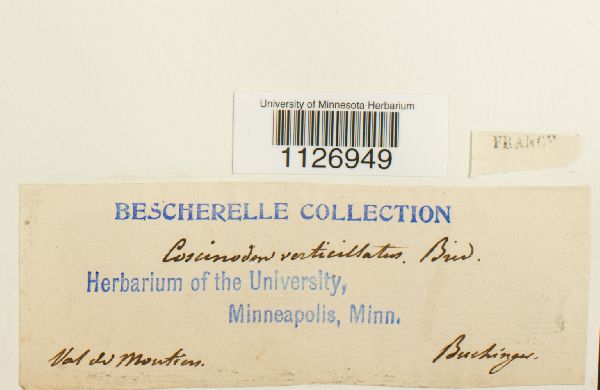 University of Minnesota Herbarium
1126949
FRANCE
BESCHERELLE COLLECTION
Coscinodon verticillatus. Brid.
Herbarium of the University,
Minneapolis, Minn.
Val de Moutiers.
Buchinger.